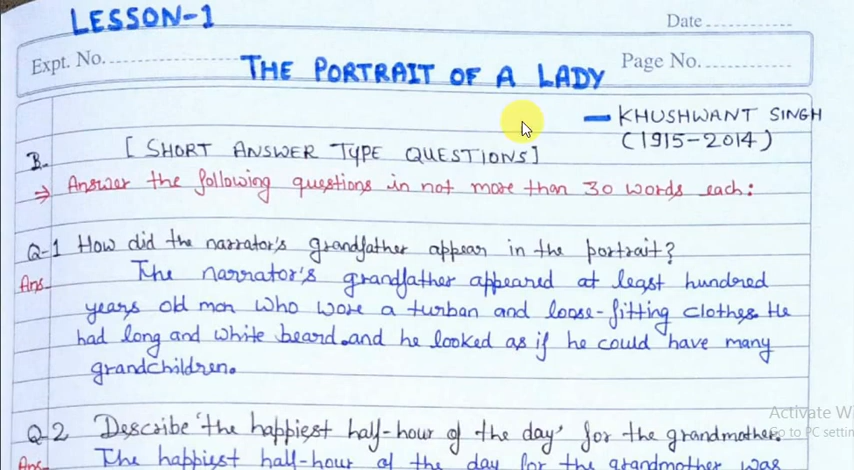 LESSON-1
Date
Expt. No.
THE PORTRAIT OF A LADY
Page No.
— KHUSHWANT SINGH
(1915-2014)
B. [SHORT ANSWER TYPE QUESTIONS]
⇒ Answer the following questions in not more than 30 words each:
Q-1 How did the narrator's grandfather appear in the portrait?
Ans- The narrator's grandfather appeared at least hundred
years old man who wore a turban and loose-fitting clothes. He
had long and white beard.and he looked as if he could have many
grandchildren.
Q-2 Describe 'the happiest half-hour of the day' for the grandmother.
Ans- The happiest half-hour of the day for the grandmother was
Activate W
Go to PC settin